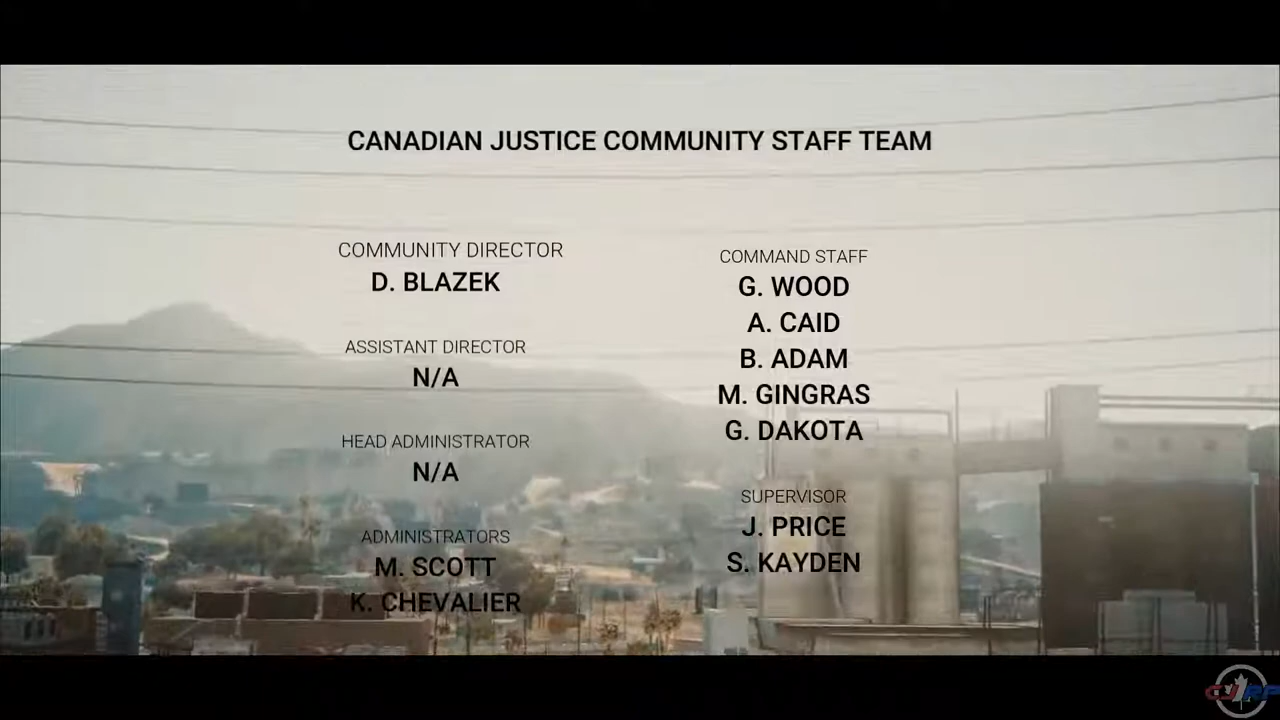 CANADIAN JUSTICE COMMUNITY STAFF TEAM
COMMUNITY DIRECTOR
D. BLAZEK
ASSISTANT DIRECTOR
N/A
HEAD ADMINISTRATOR
N/A
ADMINISTRATORS
M. SCOTT
K. CHEVALIER
COMMAND STAFF
G. WOOD
A. CAID
B. ADAM
M. GINGRAS
G. DAKOTA
SUPERVISOR
J. PRICE
S. KAYDEN
CJRP